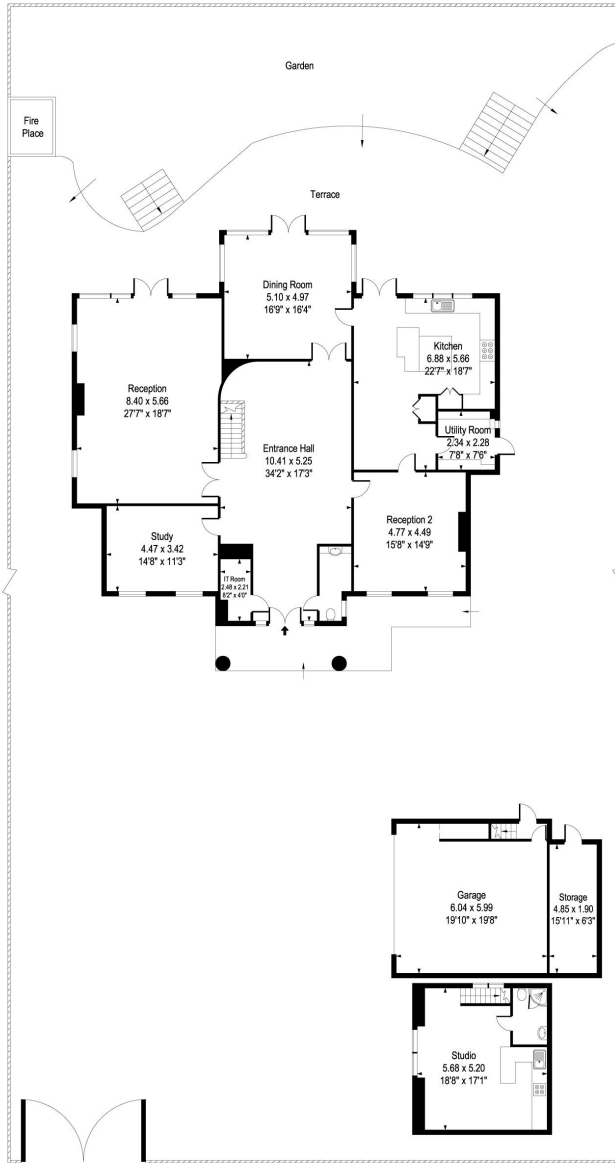 Garden
Fire
Place
Terrace
Dining Room
5.10 x 4.97
16'9" x 16'4"
Kitchen
6.88 x 5.66
22'7" x 18'7"
Reception
8.40 x 5.66
27'7" x 18'7"
Utility Room
2.34 x 2.28
7'8" x 7'6"
Entrance Hall
10.41 x 5.25
34'2" x 17'3"
Reception 2
4.77 x 4.49
15'8" x 14'9"
Study
4.47 x 3.42
14'8" x 11'3"
IT Room
2.48 x 2.21
8'2" x 4'0"
Garage
6.04 x 5.99
19'10" x 19'8"
Storage
4.85 x 1.90
15'11" x 6'3"
Studio
5.68 x 5.20
18'8" x 17'1"